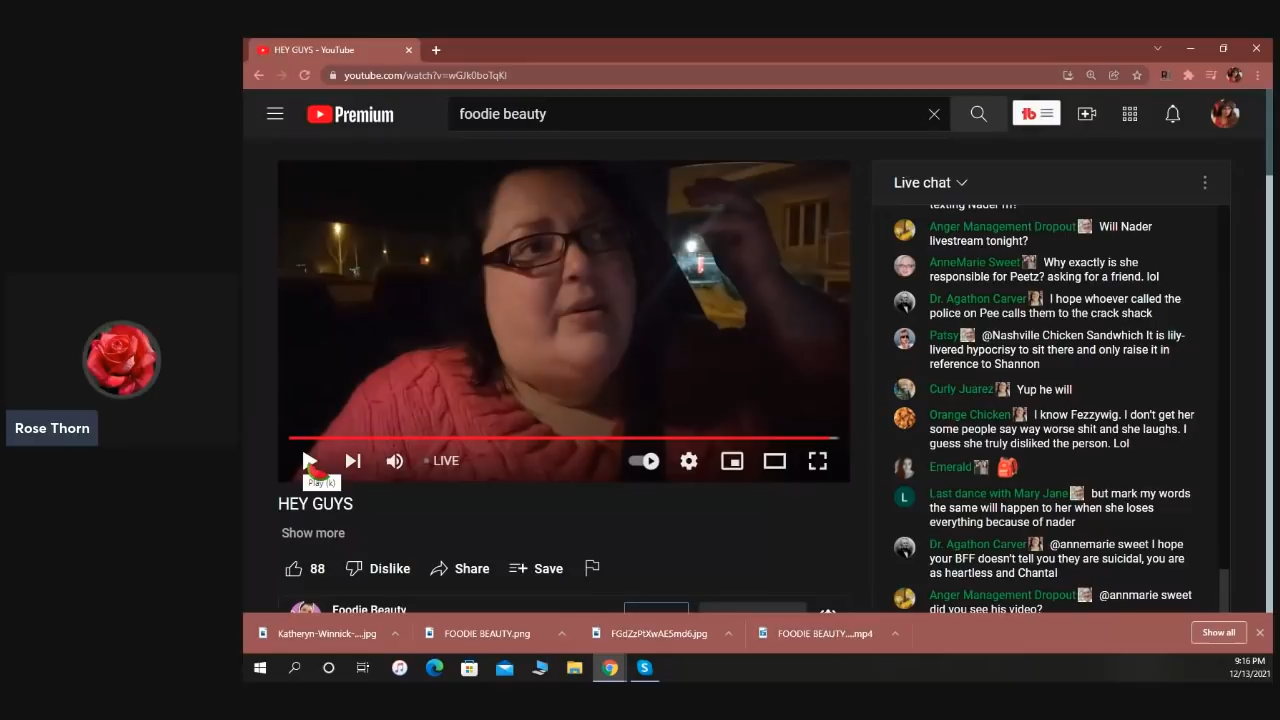 HEY GUYS - YouTube
youtube.com/watch?v=wGJk0boTqKI
Premium
foodie beauty
Live chat
texting Nader
Anger Management Dropout Will Nader
livestream tonight?
AnneMarie Sweet Why exactly is she
responsible for Peetz? asking for a friend. lol
Dr. Agathon Carver I hope whoever called the
police on Pee calls them to the crack shack
Patsy @Nashville Chicken Sandwhich It is lily-
livered hypocrisy to sit there and only raise it in
reference to Shannon
Curly Juarez Yup he will
Orange Chicken I know Fezzywig. I don't get her
some people say way worse shit and she laughs. I
guess she truly disliked the person. Lol
Emerald
L
Last dance with Mary Jane but mark my words
the same will happen to her when she loses
everything because of nader
Dr. Agathon Carver @annemarie sweet I hope
your BFF doesn't tell you they are suicidal, you are
as heartless and Chantal
Anger Management Dropout @annmarie sweet
did you see his video?
LIVE
Play (k)
HEY GUYS
Show more
88
Dislike
Share
Save
Foodie Beauty
Rose Thorn
Katheryn-Winnick-....jpg
FOODIE BEAUTY.png
FGdZzPtXwAE5md6.jpg
FOODIE BEAUTY....mp4
Show all
9:16 PM
12/13/2021